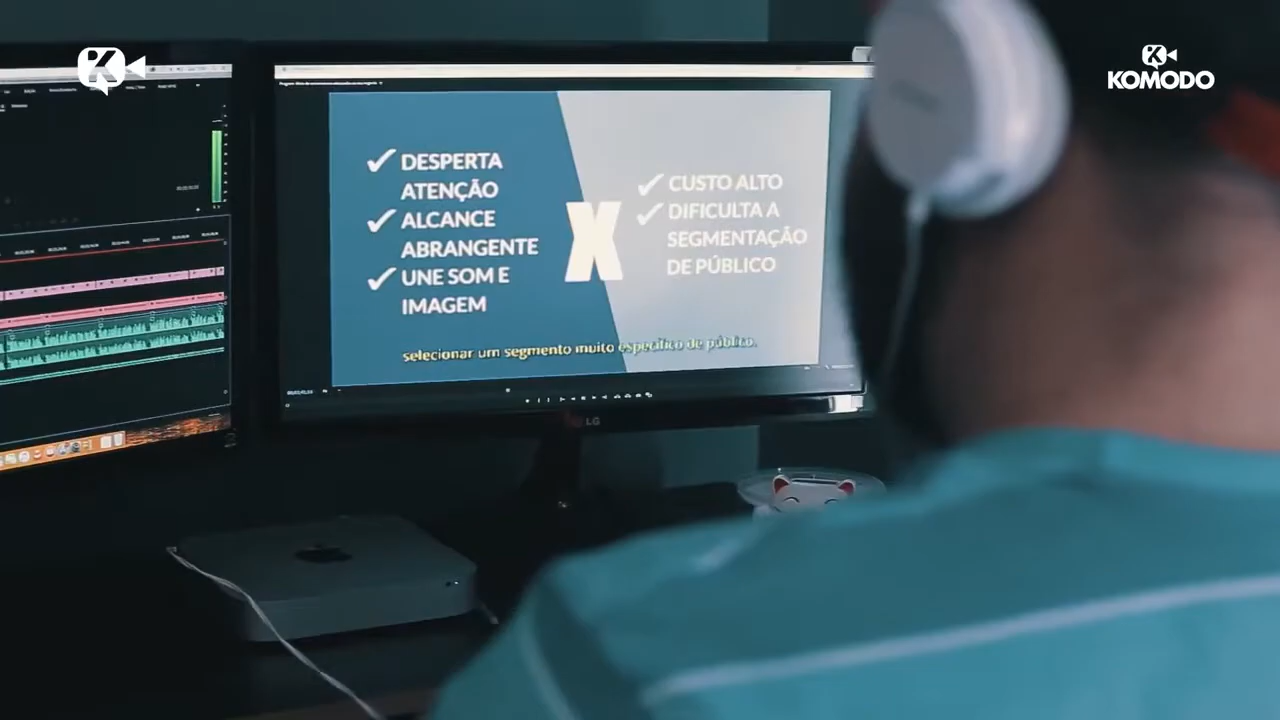 KOMODO
DESPERTA
ATENÇÃO
ALCANCE
ABRANGENTE
UNE SOM E
IMAGEM
X
CUSTO ALTO
DIFICULTA A
SEGMENTAÇÃO
DE PÚBLICO
selecionar um segmento muito específico de público.
LG